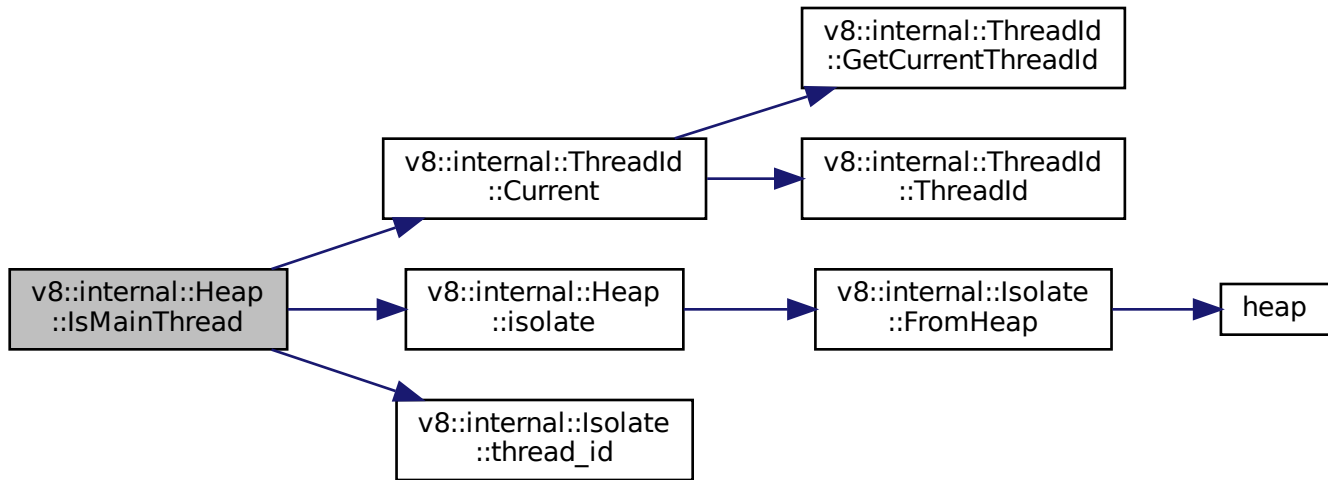 v8::internal::ThreadId
::GetCurrentThreadId
v8::internal::ThreadId
::Current
v8::internal::ThreadId
::ThreadId
v8::internal::Heap
::IsMainThread
v8::internal::Heap
::isolate
v8::internal::Isolate
::FromHeap
heap
v8::internal::Isolate
::thread_id